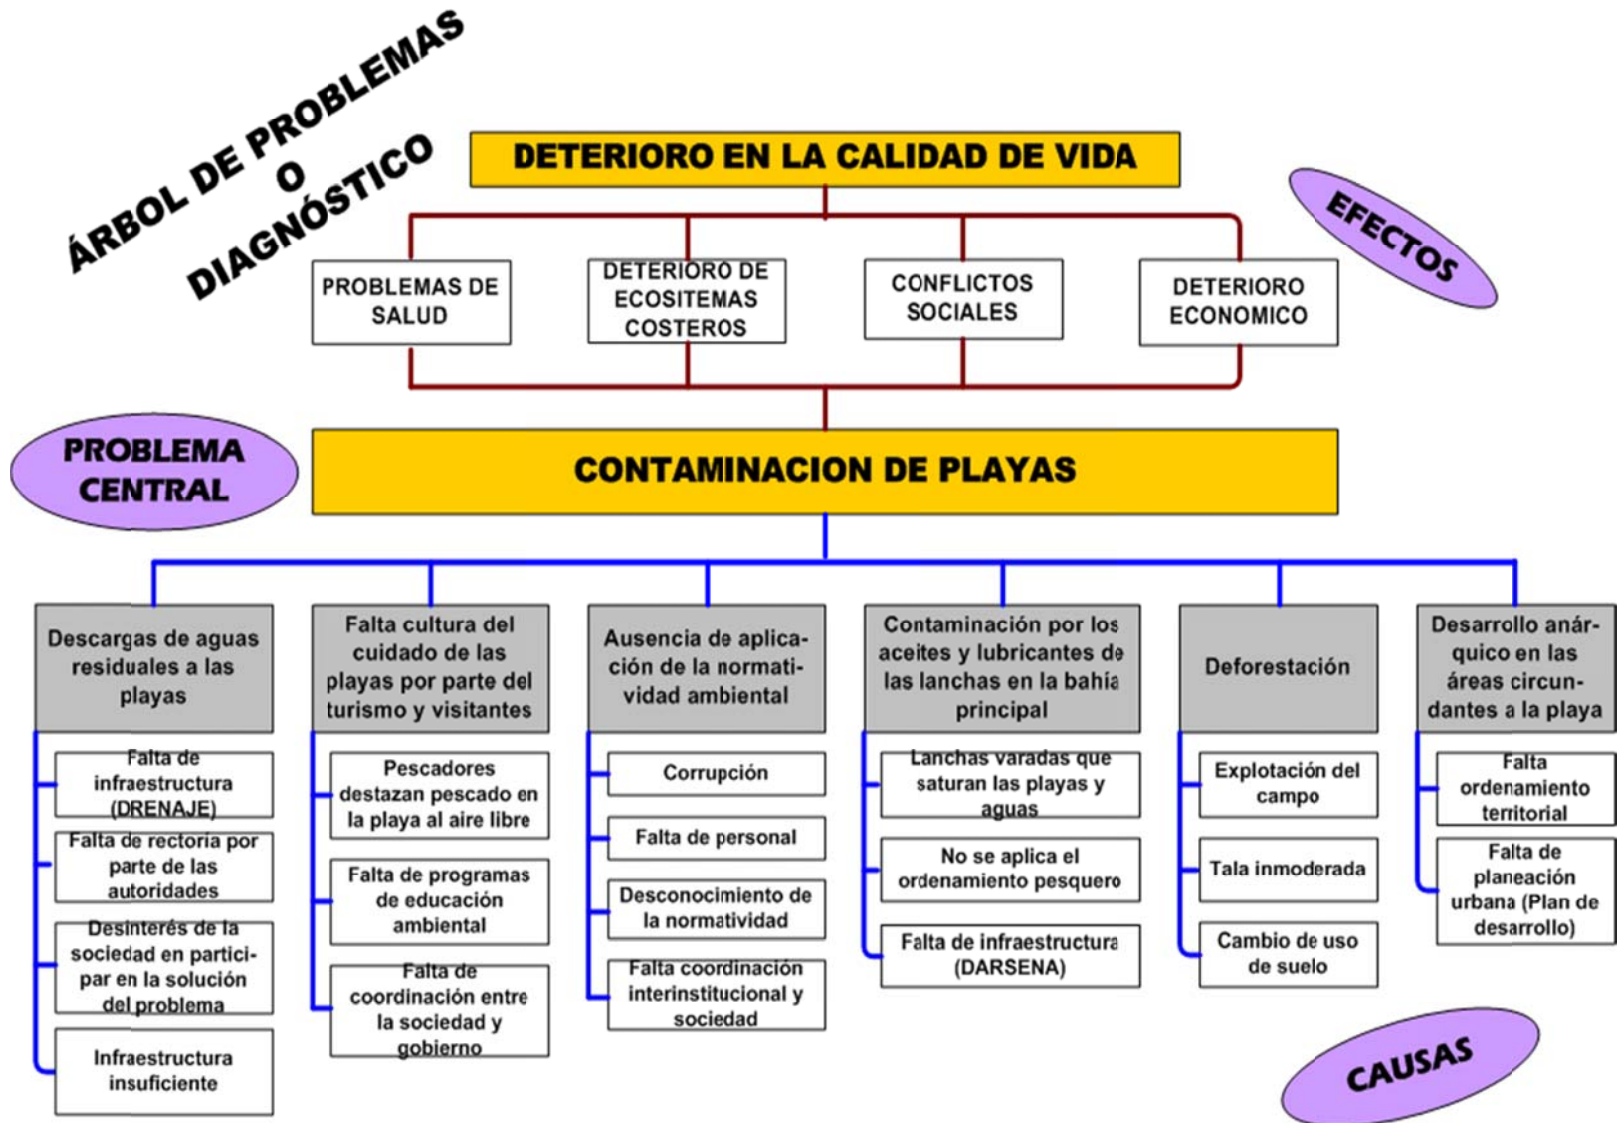 ÁRBOL DE PROBLEMAS
O
DIAGNÓSTICO
DETERIORO EN LA CALIDAD DE VIDA
EFECTOS
PROBLEMAS DE
SALUD
DETERIORO DE
ECOSITEMAS
COSTEROS
CONFLICTOS
SOCIALES
DETERIORO
ECONOMICO
PROBLEMA
CENTRAL
CONTAMINACION DE PLAYAS
Descargas de aguas
residuales a las
playas
Falta de
infraestructura
(DRENAJE)
Falta de rectoría por
parte de las
autoridades
Desinterés de la
sociedad en partici-
par en la solución
del problema
Infraestructura
insuficiente
Falta cultura del
cuidado de las
playas por parte del
turismo y visitantes
Pescadores
destazan pescado en
la playa al aire libre
Falta de programas
de educación
ambiental
Falta de
coordinación entre
la sociedad y
gobierno
Ausencia de aplica-
ción de la normati-
vidad ambiental
Corrupción
Falta de personal
Desconocimiento de
la normatividad
Falta coordinación
interinstitucional y
sociedad
Contaminación por los
aceites y lubricantes de
las lanchas en la bahía
principal
Lanchas varadas que
saturan las playas y
aguas
No se aplica el
ordenamiento pesquero
Falta de infraestructura
(DARSENA)
Deforestación
Explotación del
campo
Tala inmoderada
Cambio de uso
de suelo
Desarrollo anár-
quico en las
áreas circun-
dantes a la playa
Falta
ordenamiento
territorial
Falta de
planeación
urbana (Plan de
desarrollo)
CAUSAS